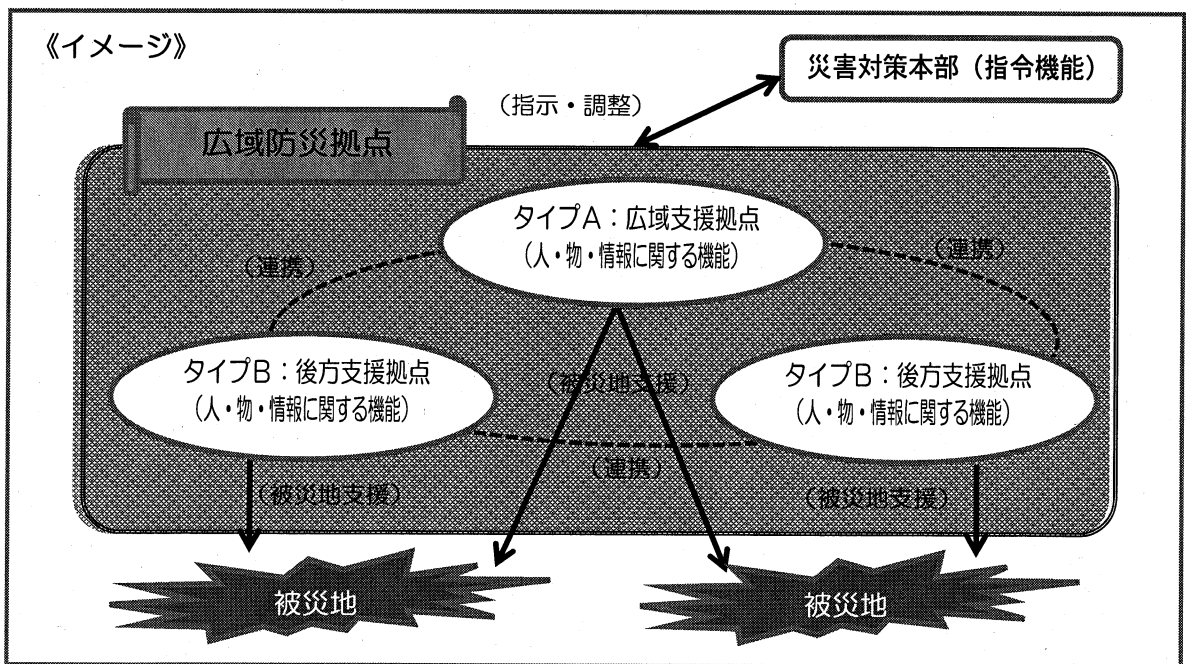 《イメージ》
災害対策本部（指令機能）
（指示・調整）
広域防災拠点
タイプA：広域支援拠点
（人・物・情報に関する機能）
（連携）
（連携）
タイプB：後方支援拠点
（人・物・情報に関する機能）
（被災地支援）
タイプB：後方支援拠点
（人・物・情報に関する機能）
（連携）
（被災地支援）
（被災地支援）
被災地
被災地